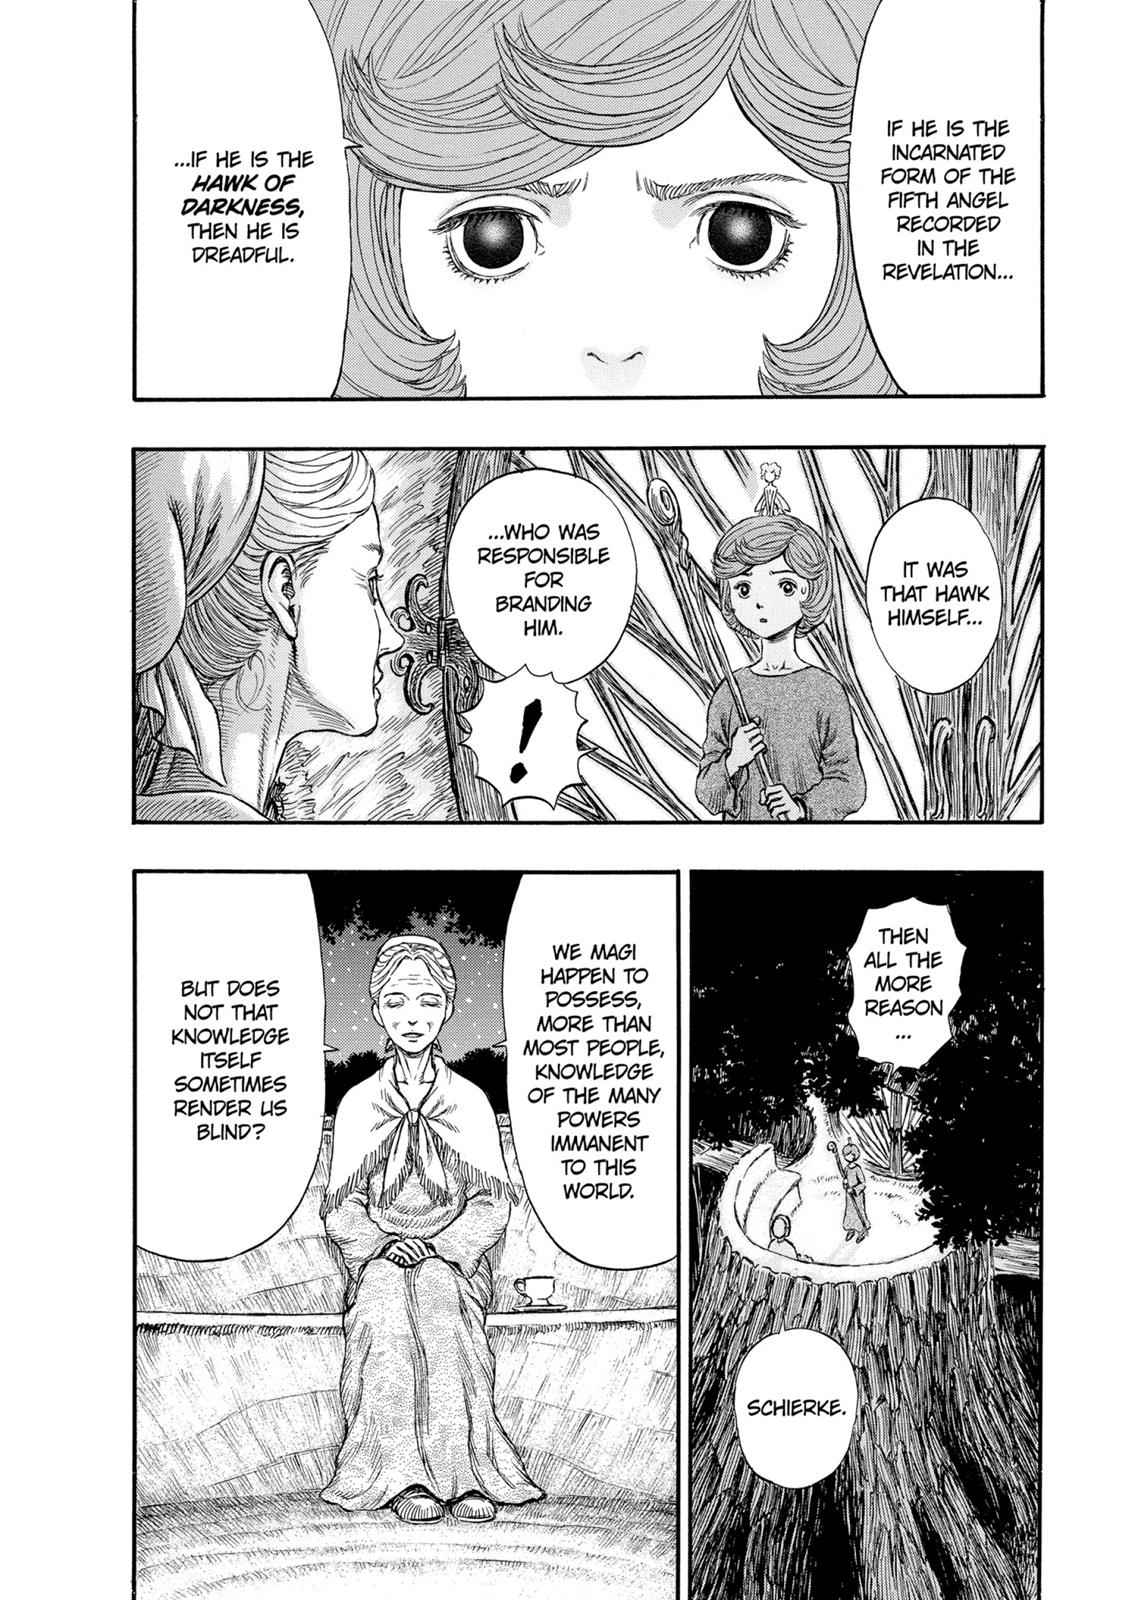 IF HE IS THE
INCARNATED
FORM OF THE
FIFTH ANGEL
RECORDED
IN THE
REVELATION...
...IF HE IS THE
HAWK OF
DARKNESS,
THEN HE IS
DREADFUL.
IT WAS
THAT HAWK
HIMSELF...
...WHO WAS
RESPONSIBLE
FOR
BRANDING
HIM.
!
THEN
ALL THE
MORE
REASON
...
SCHIERKE.
WE MAGI
HAPPEN TO
POSSESS,
MORE THAN
MOST PEOPLE,
KNOWLEDGE
OF THE MANY
POWERS
IMMANENT
TO THIS
WORLD.
BUT DOES
NOT THAT
KNOWLEDGE
ITSELF
SOMETIMES
RENDER US
BLIND?